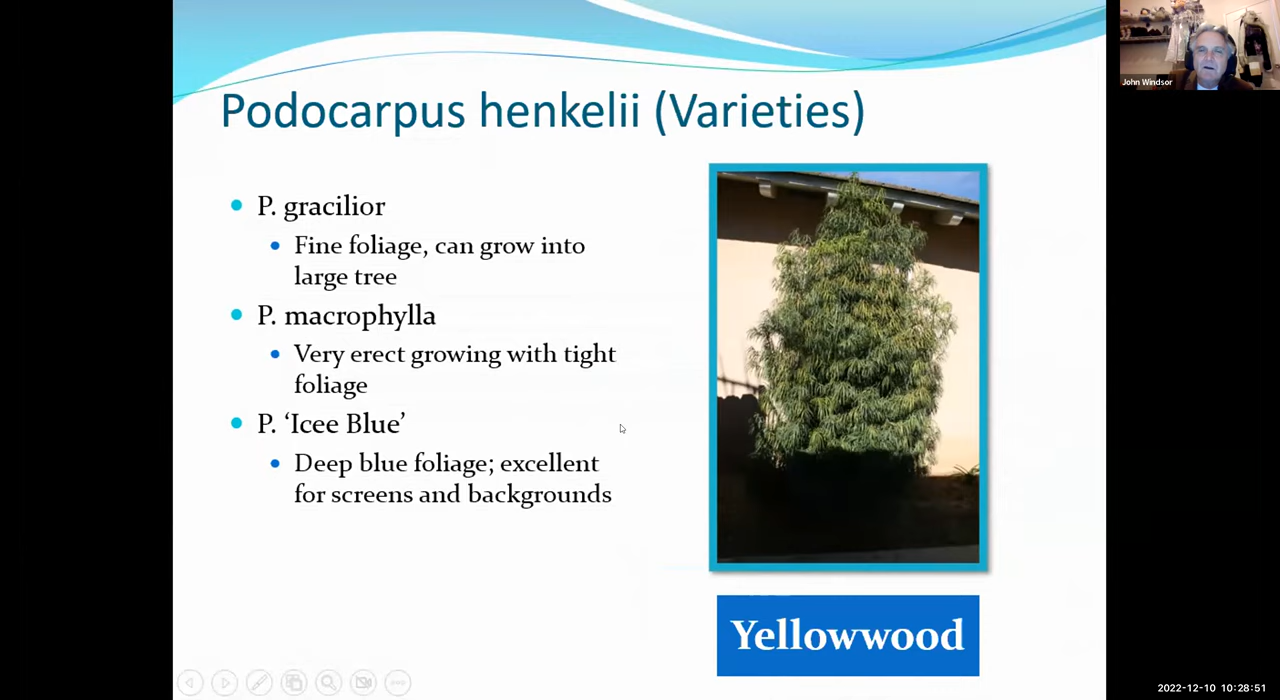 Podocarpus henkelii (Varieties)
P. gracilior
Fine foliage, can grow into
large tree
P. macrophylla
Very erect growing with tight
foliage
P. ‘Icee Blue’
Deep blue foliage; excellent
for screens and backgrounds
Yellowwood
John Windsor
2022-12-10 10:28:51